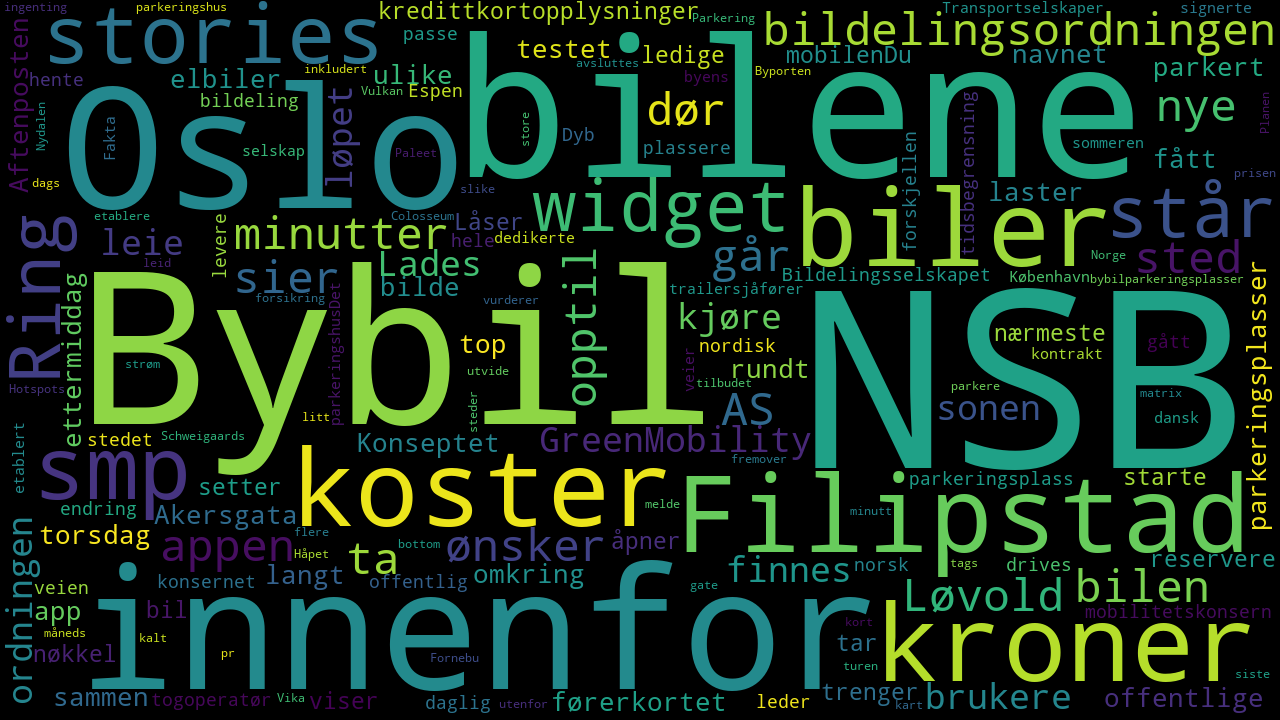 ingenting
parkeringshus
kredittkortopplysninger
Parkering
Transportselskaper
signerte
stories
passe
testet
ledige
bildelingsordningen
mobilenDu
navnet
Aftenposten
hente
elbiler
inkludert
ulike
avsluttes
byens
Byporten
parkert
bildeling
Vulkan
Espen
dør
nye
Planen
Oslo
bilene
Nydalen
Fakta
løpet
selskap
Paleet
store
Dyb
plassere
forskjellen
tidsbegrensning
sommeren
fått
prisen
dags
slike
widget
biler
laster
står
etablere
Colosseum
Låser
levere
minutter
hele
dedikerte
går
sted
Ring
leie
leid
sier
Lades
bilde
opptil
Bildelingsselskapet
København
Norge
bybilparkeringsplasser
forsikring
vurderer
trailersjåfører
ettermiddag
parkeringshusDet
kjøre
parkeringsplasser
Bybil
NSB
top
nordisk
nærmeste
kontrakt
gått
strøm
utvide
veier
rundt
tilbudet
parkere
matrix
Hotspots
litt
steder
AS
sonen
dansk
stedet
Schweigaards
Konseptet
GreenMobility
fremover
etablert
smp
setter
koster
parkeringsplass
starte
Filipstad
endring
Akersgata
melde
minutt
torsdag
appen
flere
Håpet
ta
bottom
ønsker
åpner
ordningen
veien
konsernet
langt
offentlig
omkring
finnes
norsk
tags
drives
reservere
gate
app
bil
innenfor
Løvold
bilen
mobilitetskonsern
måneds
kalt
kort
kroner
nøkkel
pr
Fornebu
tar
turen
siste
sammen
togoperatør
Vika
viser
daglig
utenfor
førerkortet
leder
trenger
kart
brukere
offentlige